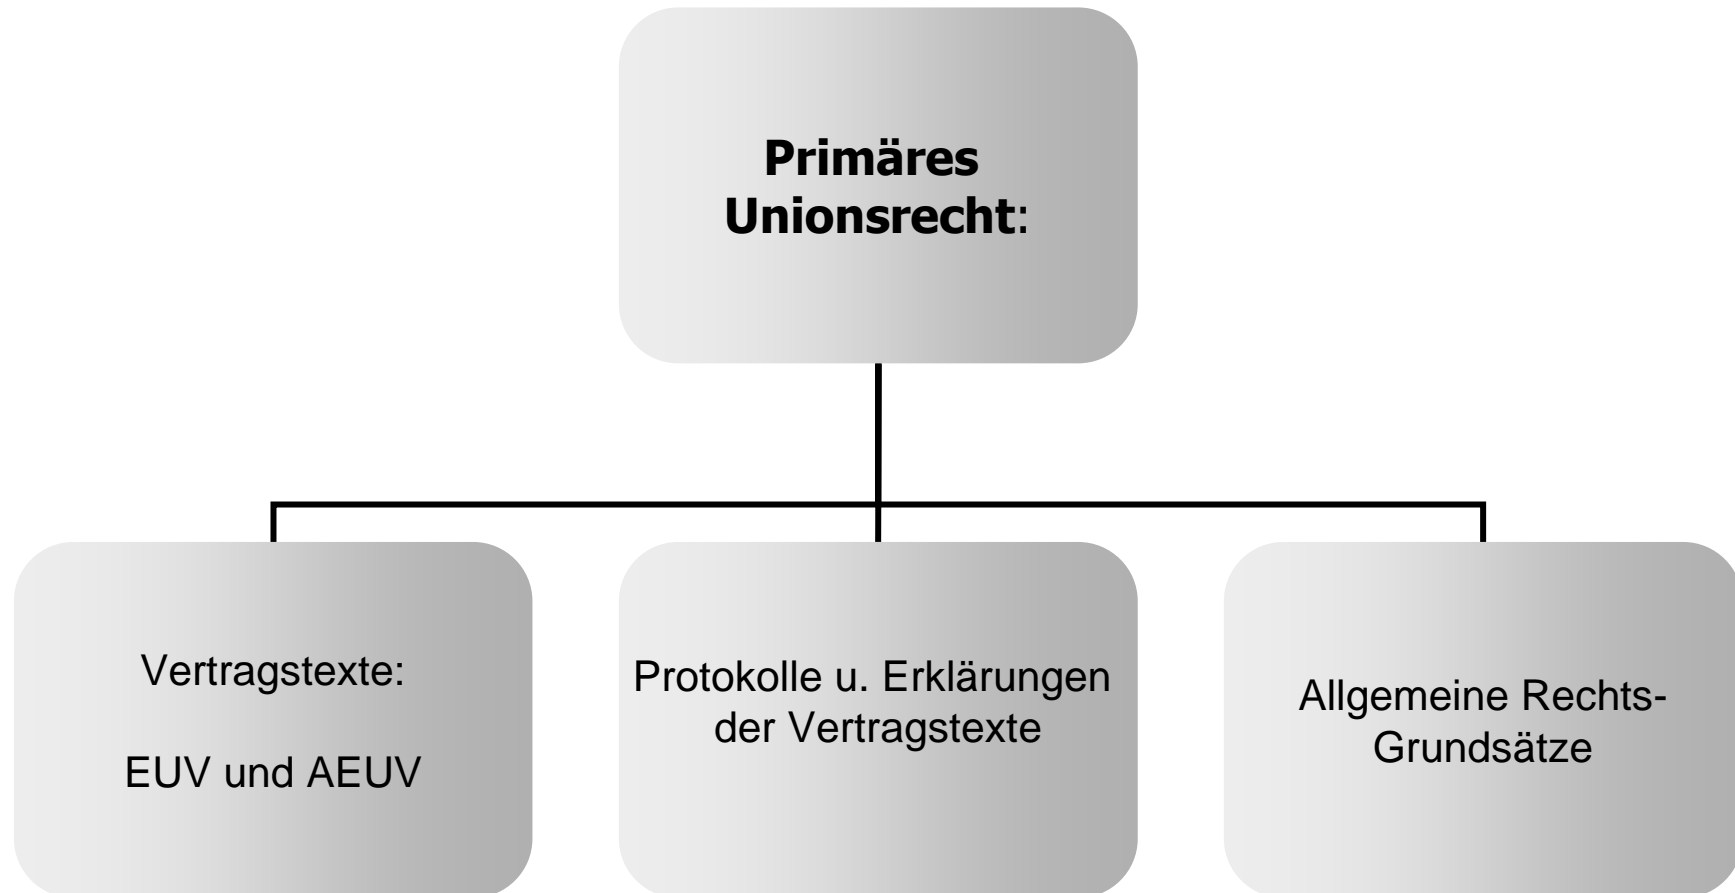 Primäres
Unionsrecht:
Vertragstexte:
EUV und AEUV
Protokolle u. Erklärungen
der Vertragstexte
Allgemeine Rechts-
Grundsätze